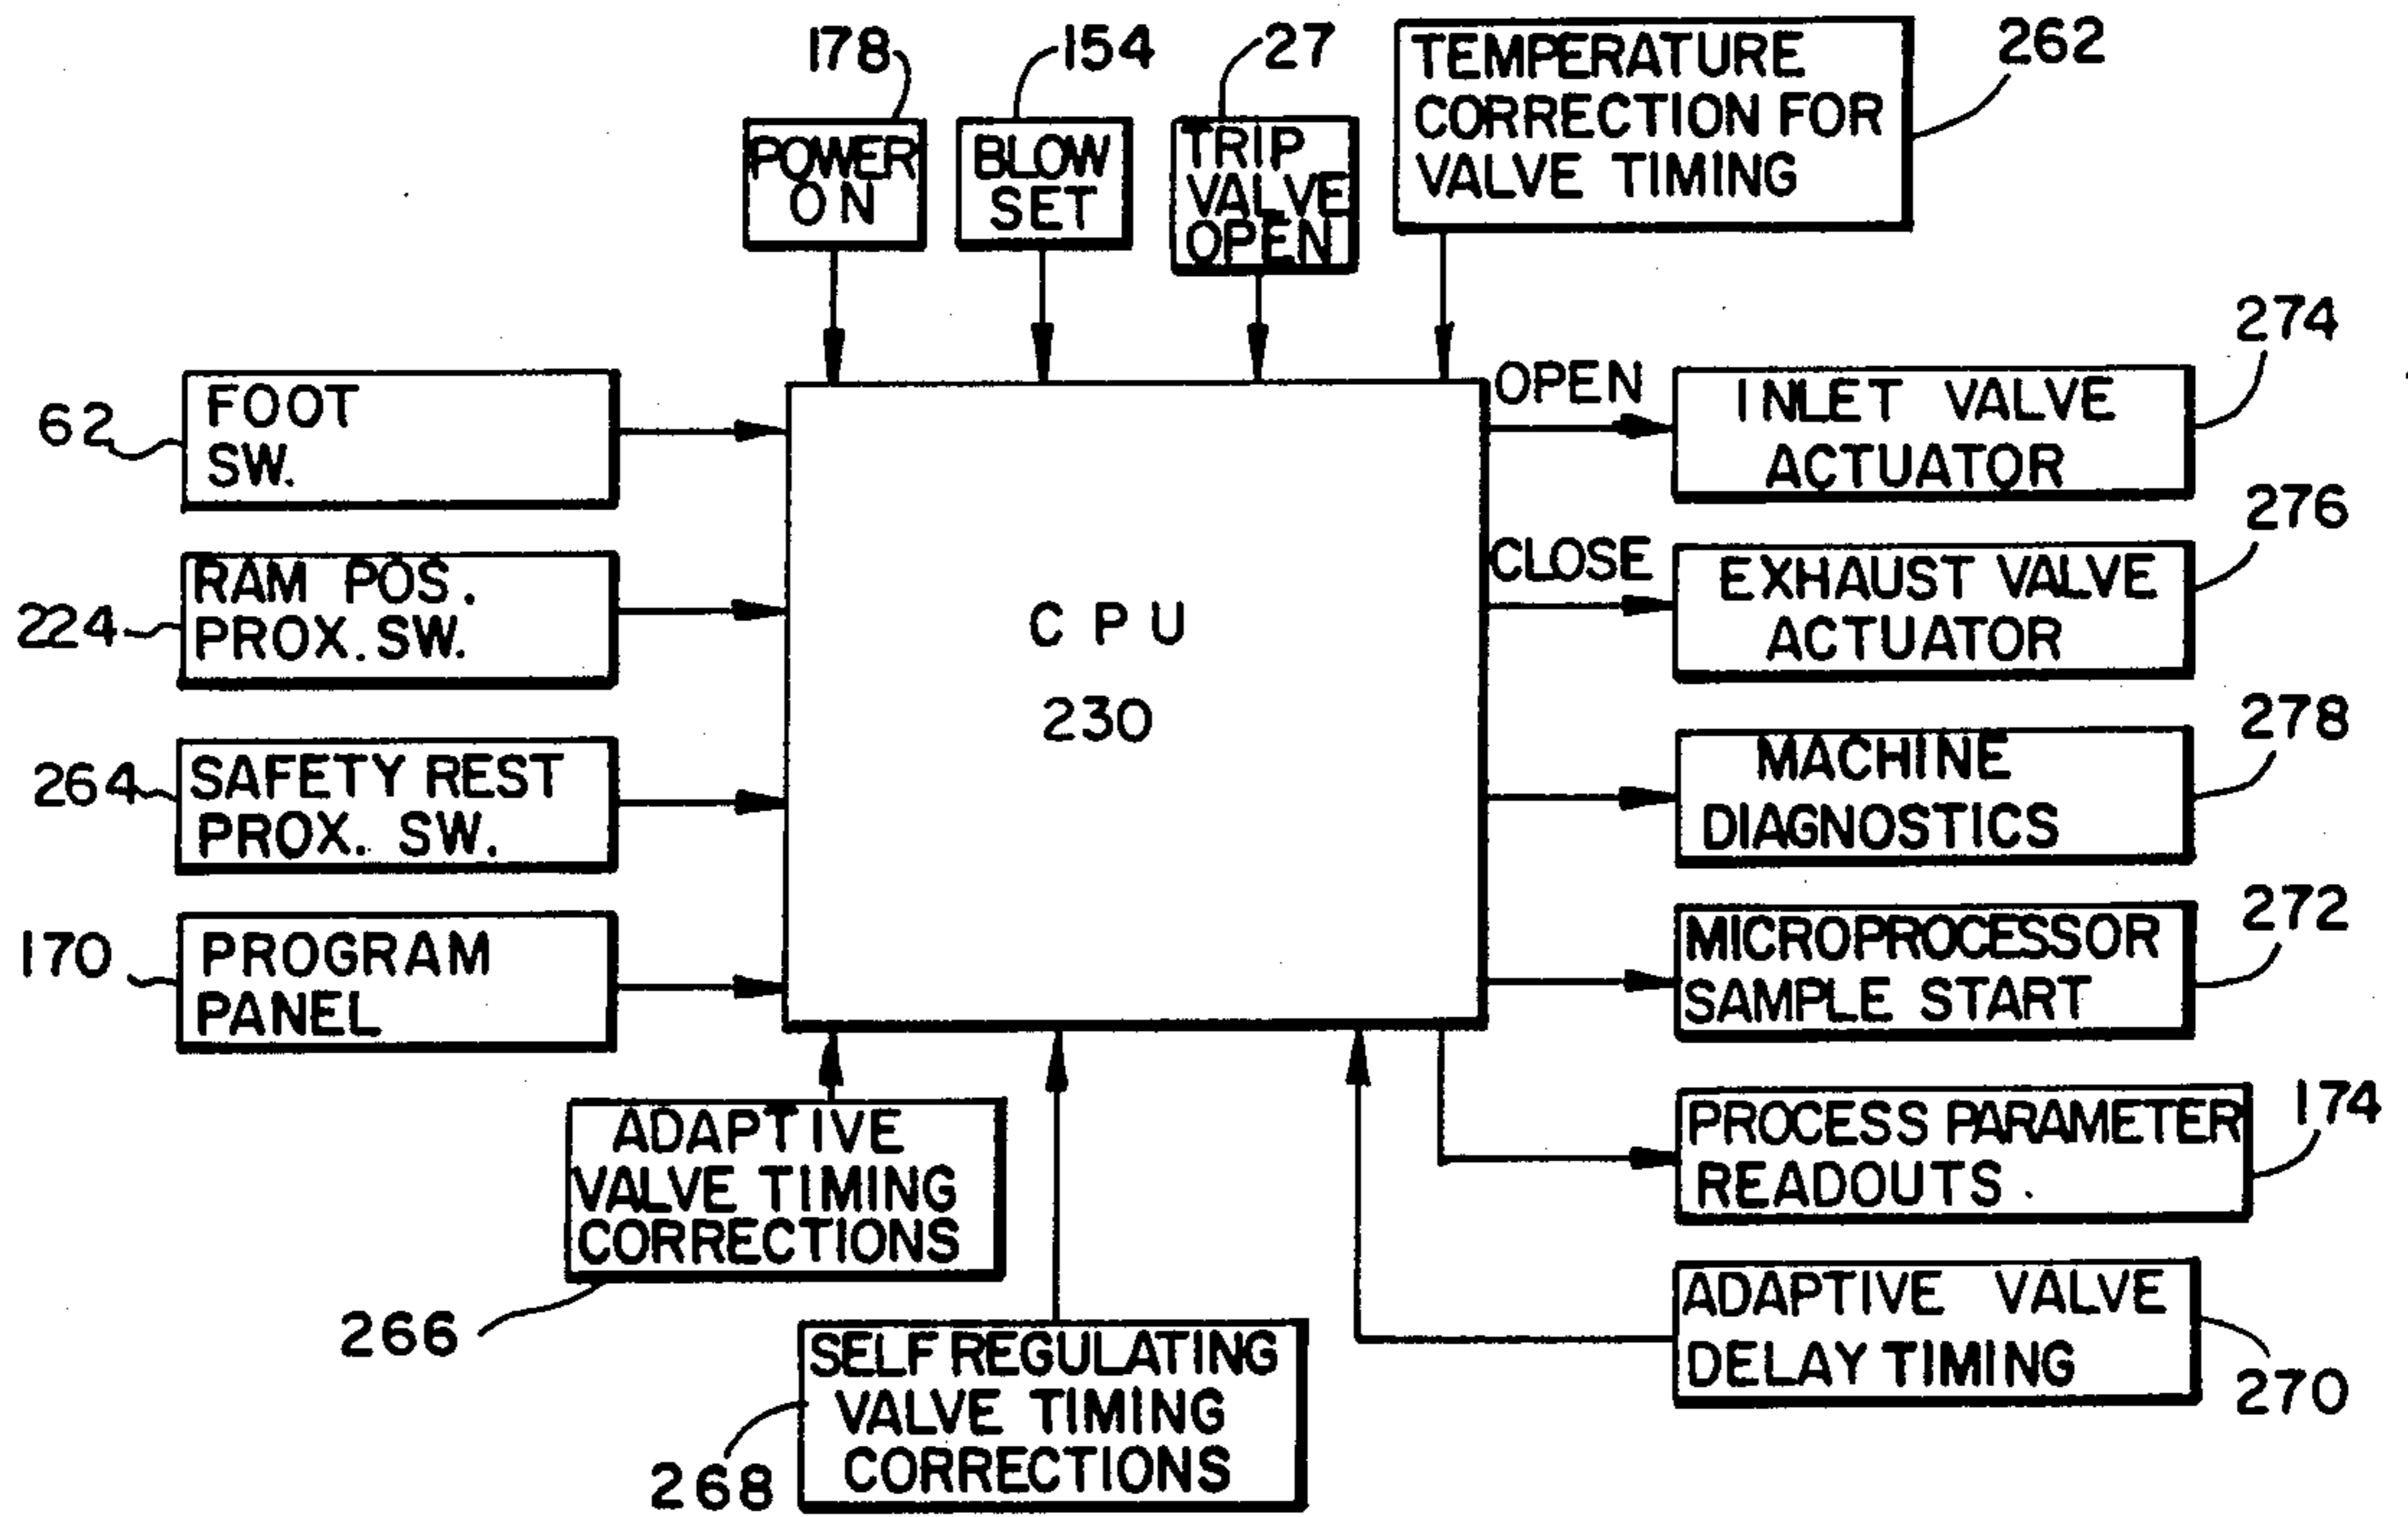 178
154
27
262
POWER
ON
BLOW
SET
TRIP
VALVE
OPEN
TEMPERATURE
CORRECTION FOR
VALVE TIMING
62
FOOT
SW.
224
RAM POS.
PROX. SW.
264
SAFETY REST
PROX. SW.
170
PROGRAM
PANEL
CPU
230
OPEN
INLET VALVE
ACTUATOR
274
CLOSE
EXHAUST VALVE
ACTUATOR
276
MACHINE
DIAGNOSTICS
278
MICROPROCESSOR
SAMPLE START
272
PROCESS PARAMETER
READOUTS
174
ADAPTIVE VALVE
DELAY TIMING
270
ADAPTIVE
VALVE TIMING
CORRECTIONS
266
SELF REGULATING
VALVE TIMING
CORRECTIONS
268